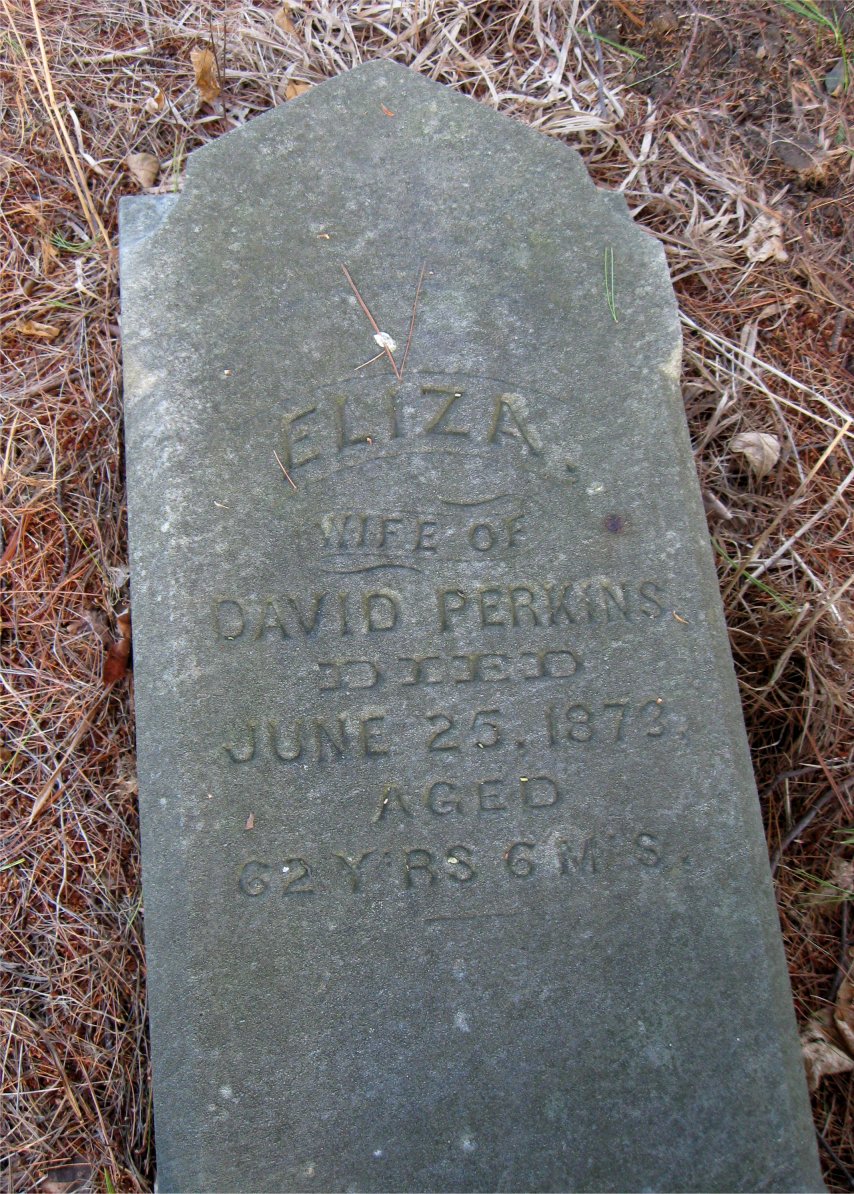 ELIZA,
WIFE OF
DAVID PERKINS.
DIED
JUNE 25, 1873.
AGED
62 Y'RS 6 M'S.